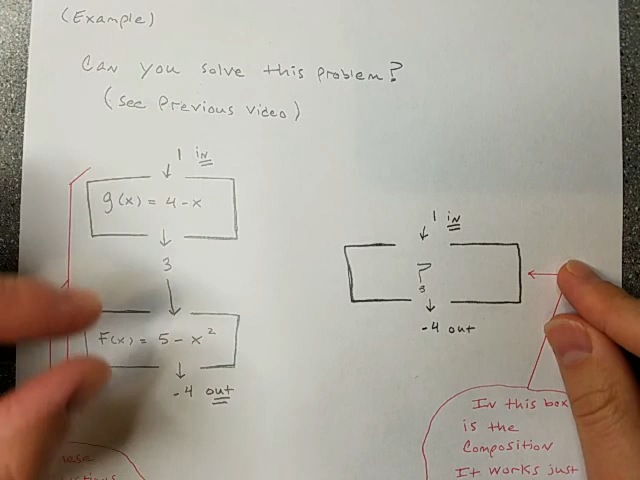 (Example)
Can you solve this problem?
(see Previous video)
1 in
g(x) = 4-x
3
F(x) = 5 - x²
-4 out
1 in
?
-4 out
In this box
is the
Composition
It works just